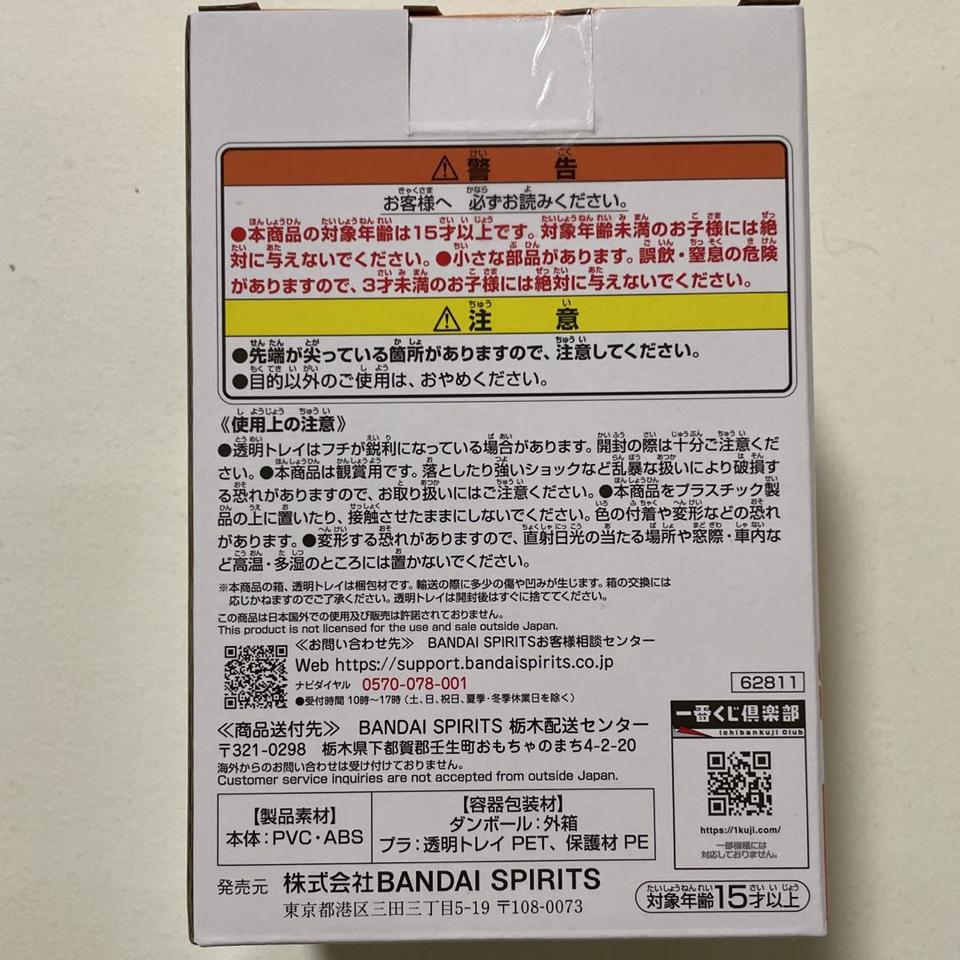 ⚠警告
お客様へ 必ずお読みください。
●本商品の対象年齢は15才以上です。対象年齢未満のお子様には絶
対に与えないでください。●小さな部品があります。誤飲・窒息の危険
がありますので、3才未満のお子様には絶対に与えないでください。
⚠注意
●先端が尖っている箇所がありますので、注意してください。
●目的以外のご使用は、おやめください。
《使用上の注意》
●透明トレイはフチが鋭利になっている場合があります。開封の際は十分ご注意くだ
さい。●本商品は観賞用です。落としたり強いショックなど乱暴な扱いにより破損す
る恐れがありますので、お取り扱いにはご注意ください。●本商品をプラスチック製
品の上に置いたり、接触させたままにしないでください。色の付着や変形などの恐れ
があります。●変形する恐れがありますので、直射日光の当たる場所や窓際・車内な
ど高温・多湿のところには置かないでください。
※本商品の箱、透明トレイは梱包材です。輸送の際に多少の傷や凹みが生じます。箱の交換には
応じかねますのでご了承ください。透明トレイは開封後はすぐに捨ててください。
この商品は日本国外での使用及び販売は許諾されておりません。
This product is not licensed for the use and sale outside Japan.
≪お問い合わせ先≫ BANDAI SPIRITSお客様相談センター
Web https://support.bandaispirits.co.jp
ナビダイヤル 0570-078-001
●受付時間 10時〜17時(土、日、祝日、夏季・冬季休業日を除く)
62811
≪商品送付先≫ BANDAI SPIRITS 栃木配送センター
〒321-0298 栃木県下都賀郡壬生町おもちゃのまち4-2-20
海外からのお問い合わせは受け付けておりません。
Customer service inquiries are not accepted from outside Japan.
一番くじ倶楽部
Ichibankuji Club
https://1kuji.com/
一部機種には
対応しておりません。
【製品素材】
本体:PVC・ABS
【容器包装材】
ダンボール:外箱
プラ:透明トレイ PET、保護材 PE
発売元 株式会社BANDAI SPIRITS
東京都港区三田三丁目5-19 〒108-0073
対象年齢15才以上